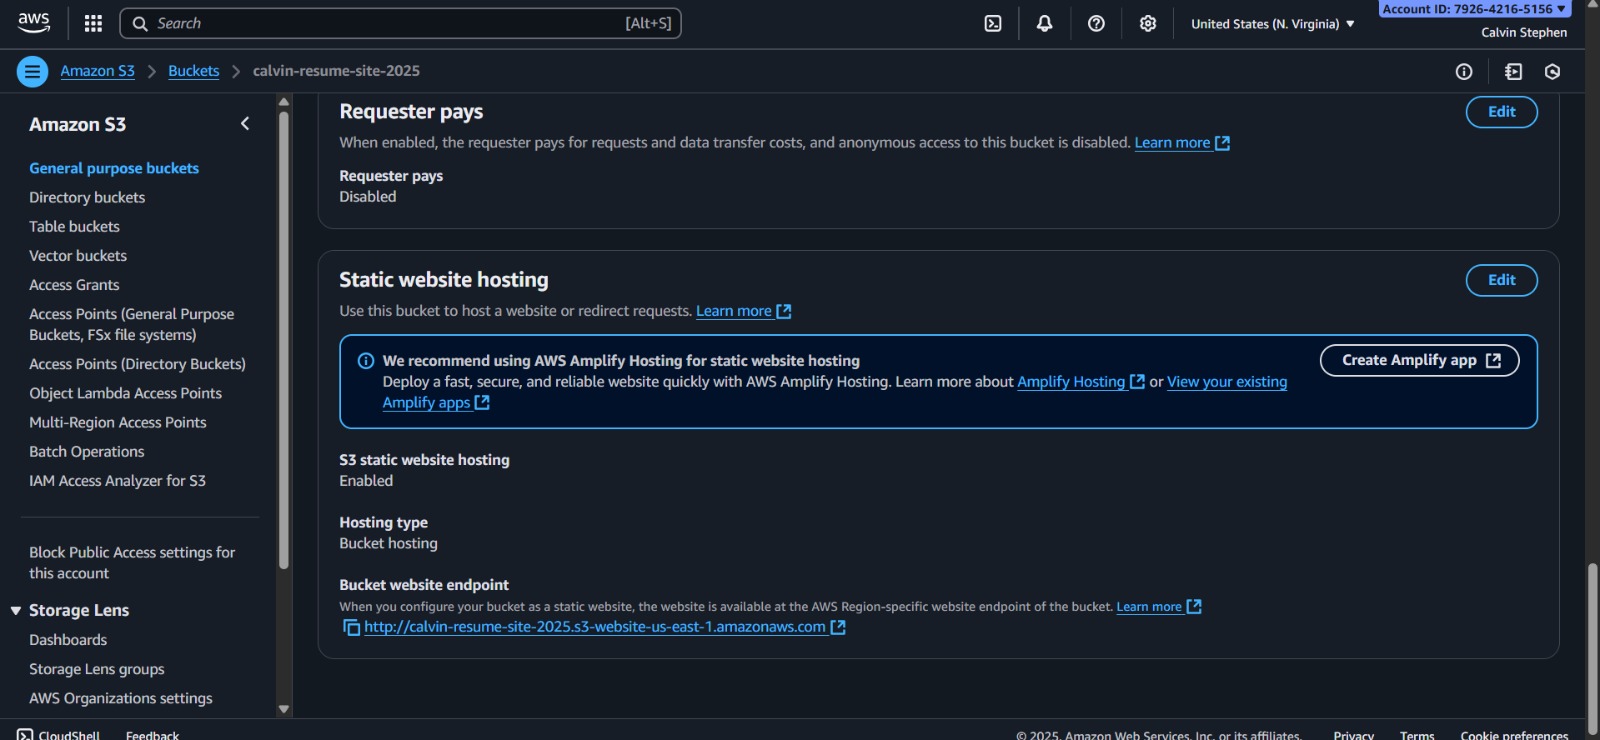 aws
Search
[Alt+S]
United States (N. Virginia)
Account ID: 7926-4216-5156
Calvin Stephen
Amazon S3
Buckets
calvin-resume-site-2025
Amazon S3
General purpose buckets
Directory buckets
Table buckets
Vector buckets
Access Grants
Access Points (General Purpose
Buckets, FSx file systems)
Access Points (Directory Buckets)
Object Lambda Access Points
Multi-Region Access Points
Batch Operations
IAM Access Analyzer for S3
Block Public Access settings for
this account
Storage Lens
Dashboards
Storage Lens groups
AWS Organizations settings
Requester pays
Edit
When enabled, the requester pays for requests and data transfer costs, and anonymous access to this bucket is disabled. Learn more
Requester pays
Disabled
Static website hosting
Edit
Use this bucket to host a website or redirect requests. Learn more
We recommend using AWS Amplify Hosting for static website hosting
Create Amplify app
Deploy a fast, secure, and reliable website quickly with AWS Amplify Hosting. Learn more about Amplify Hosting or View your existing
Amplify apps
S3 static website hosting
Enabled
Hosting type
Bucket hosting
Bucket website endpoint
When you configure your bucket as a static website, the website is available at the AWS Region-specific website endpoint of the bucket. Learn more
http://calvin-resume-site-2025.s3-website-us-east-1.amazonaws.com
CloudShell
Feedback
© 2025, Amazon Web Services, Inc. or its affiliates.
Privacy
Terms
Cookie preferences